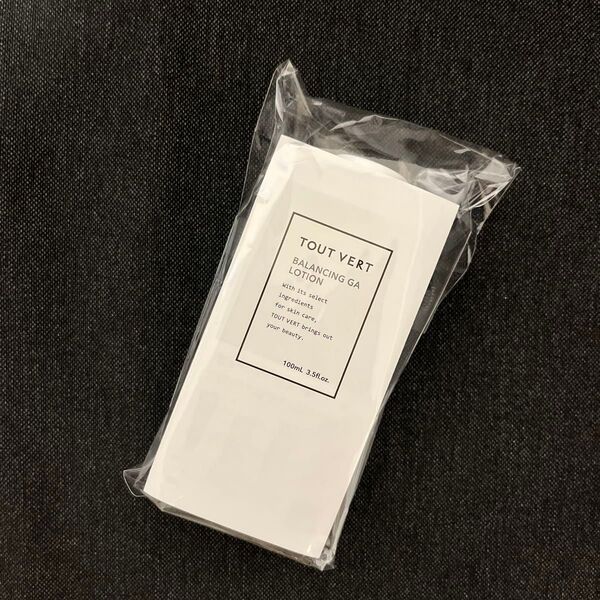 TOUT VERT
BALANCING GA
LOTION
With its select
ingredients
for skin care,
TOUT VERT brings out
your beauty.
100mL 3.5fl.oz.